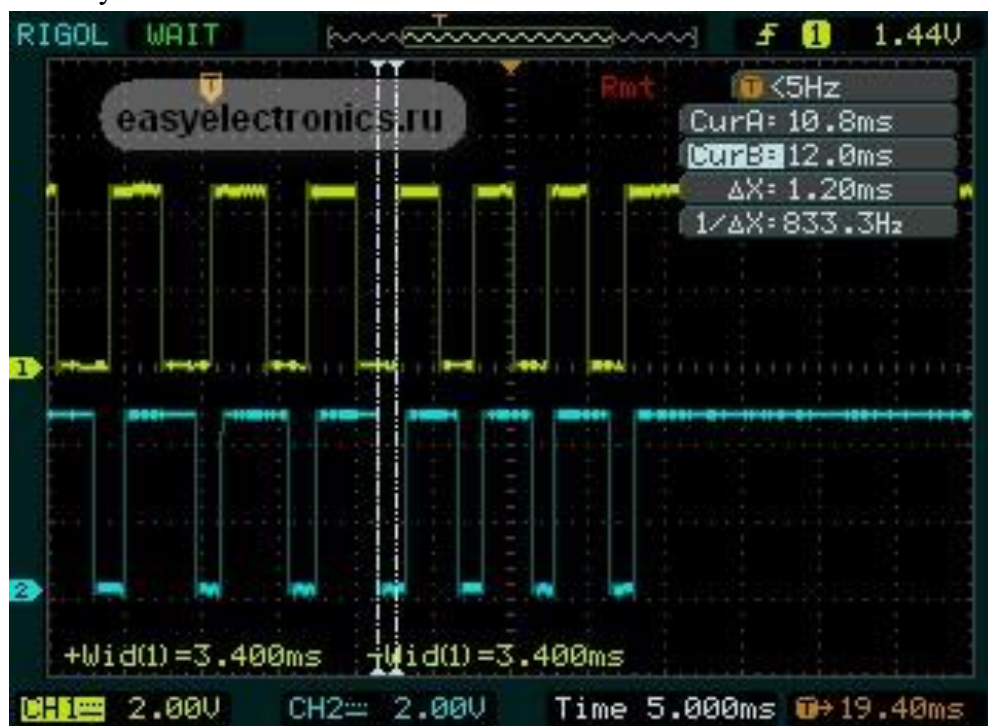 RIGOL WAIT T f 1 1.44V
T Rmt T <5Hz
easyelectronics.ru
CurA: 10.8ms
CurB: 12.0ms
ΔX: 1.20ms
1/ΔX: 833.3Hz
1
2
+Wid(1)=3.400ms -Wid(1)=3.400ms
CH1 2.00V CH2 2.00V Time 5.000ms T→19.40ms